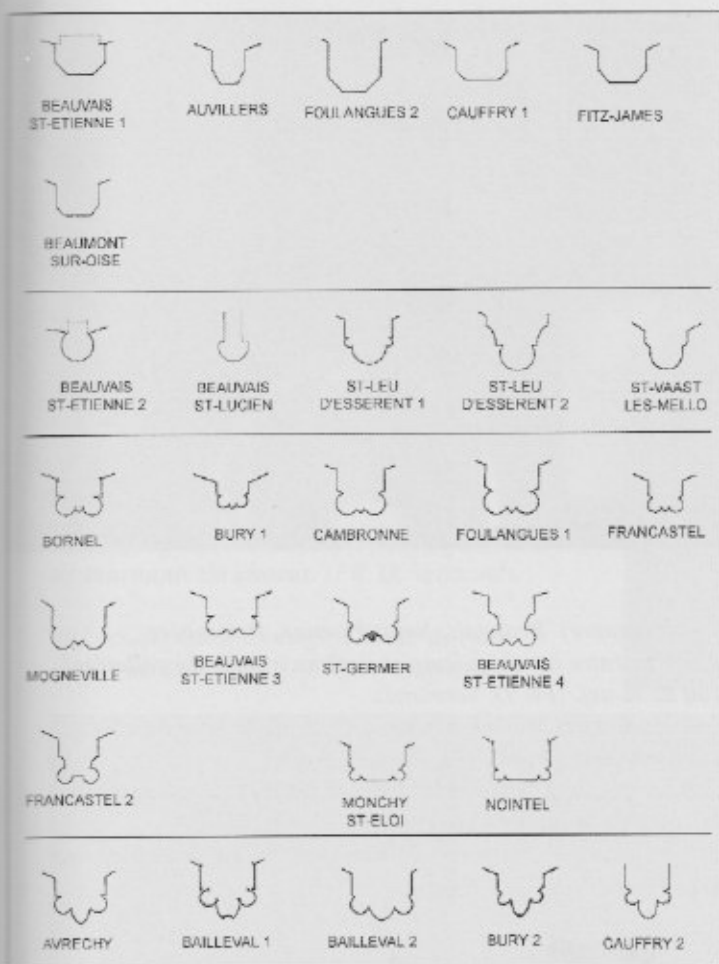 BEAUVAIS
ST-ETIENNE 1
AUVILLERS
FOULANGUES 2
CAUFFRY 1
FITZ-JAMES
BEAUMONT
SUR-OISE
BEAUVAIS
ST-ETIENNE 2
BEAUVAIS
ST-LUCIEN
ST-LEU
D'ESSERENT 1
ST-LEU
D'ESSERENT 2
ST-VAAST
LES-MELLO
BORNEL
BURY 1
CAMBRONNE
FOULANGUES 1
FRANCASTEL
MOGNEVILLE
BEAUVAIS
ST-ETIENNE 3
ST-GERMER
BEAUVAIS
ST-ETIENNE 4
FRANCASTEL 2
MONCHY
ST-ELOI
NOINTEL
AVRECHY
BAILLEVAL 1
BAILLEVAL 2
BURY 2
CAUFFRY 2